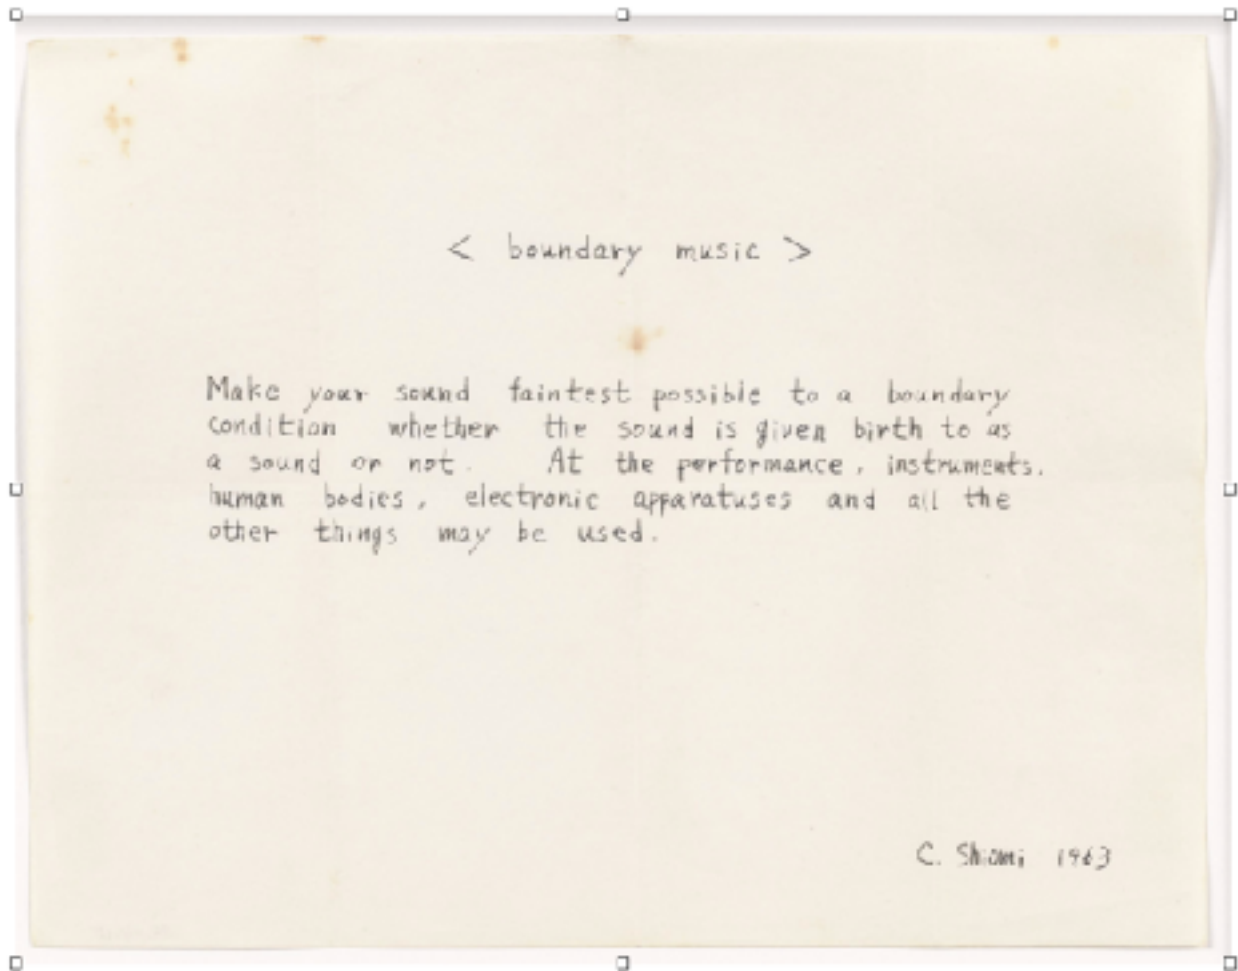 < boundary music >
Make your sound faintest possible to a boundary
condition whether the sound is given birth to as
a sound or not. At the performance, instruments,
human bodies, electronic apparatuses and all the
other things may be used.
C. Shiomi 1963